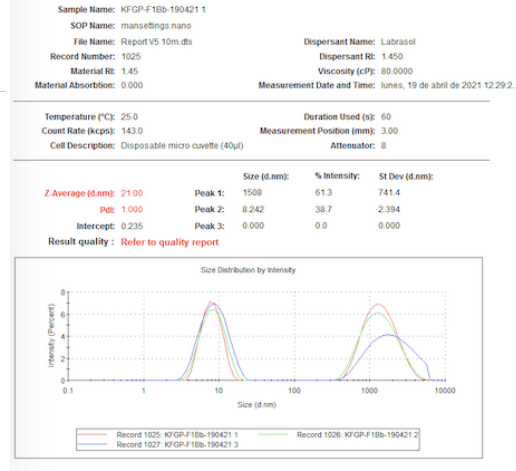 Sample Name: KFGP-F1Bb-190421 1
SOP Name: mansettings.nano
File Name: Report V5 10m.dts Dispersant Name: Labrasol
Record Number: 1025 Dispersant RI: 1.450
Material RI: 1.45 Viscosity (cP): 80.0000
Material Absorbtion: 0.000 Measurement Date and Time: lunes, 19 de abril de 2021 12:29:2...
Temperature (°C): 25.0 Duration Used (s): 60
Count Rate (kcps): 143.0 Measurement Position (mm): 3.00
Cell Description: Disposable micro cuvette (40µl) Attenuator: 8
Size (d.nm): % Intensity: St Dev (d.nm):
Z-Average (d.nm): 21.00 Peak 1: 1508 61.3 741.4
PdI: 1.000 Peak 2: 8.242 38.7 2.394
Intercept: 0.235 Peak 3: 0.000 0.0 0.000
Result quality : Refer to quality report
Size Distribution by Intensity
Intensity (Percent)
8
6
4
2
0
0.1 1 10 100 1000 10000
Size (d.nm)
Record 1025: KFGP-F1Bb-190421 1 Record 1026: KFGP-F1Bb-190421 2
Record 1027: KFGP-F1Bb-190421 3